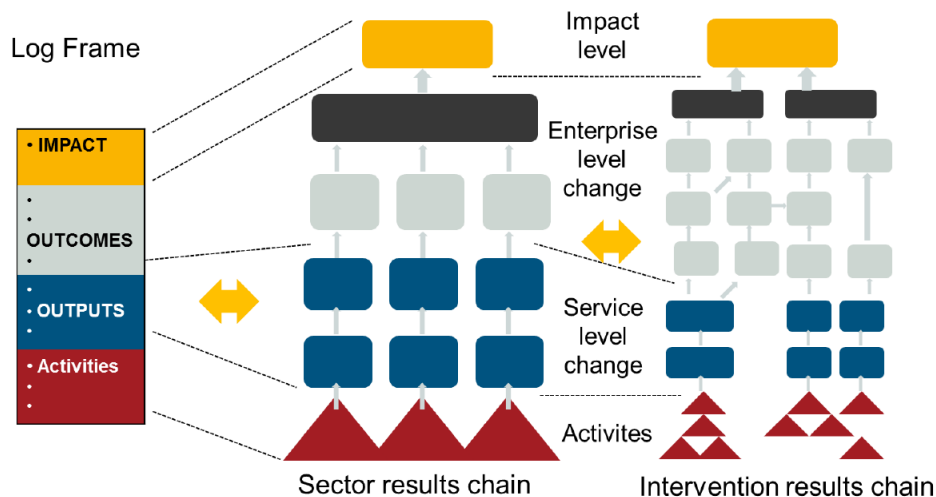 Log Frame
• IMPACT
•
•
OUTCOMES
•
•
• OUTPUTS
•
• Activities
•
•
Impact
level
Enterprise
level
change
Service
level
change
Activites
Sector results chain
Intervention results chain